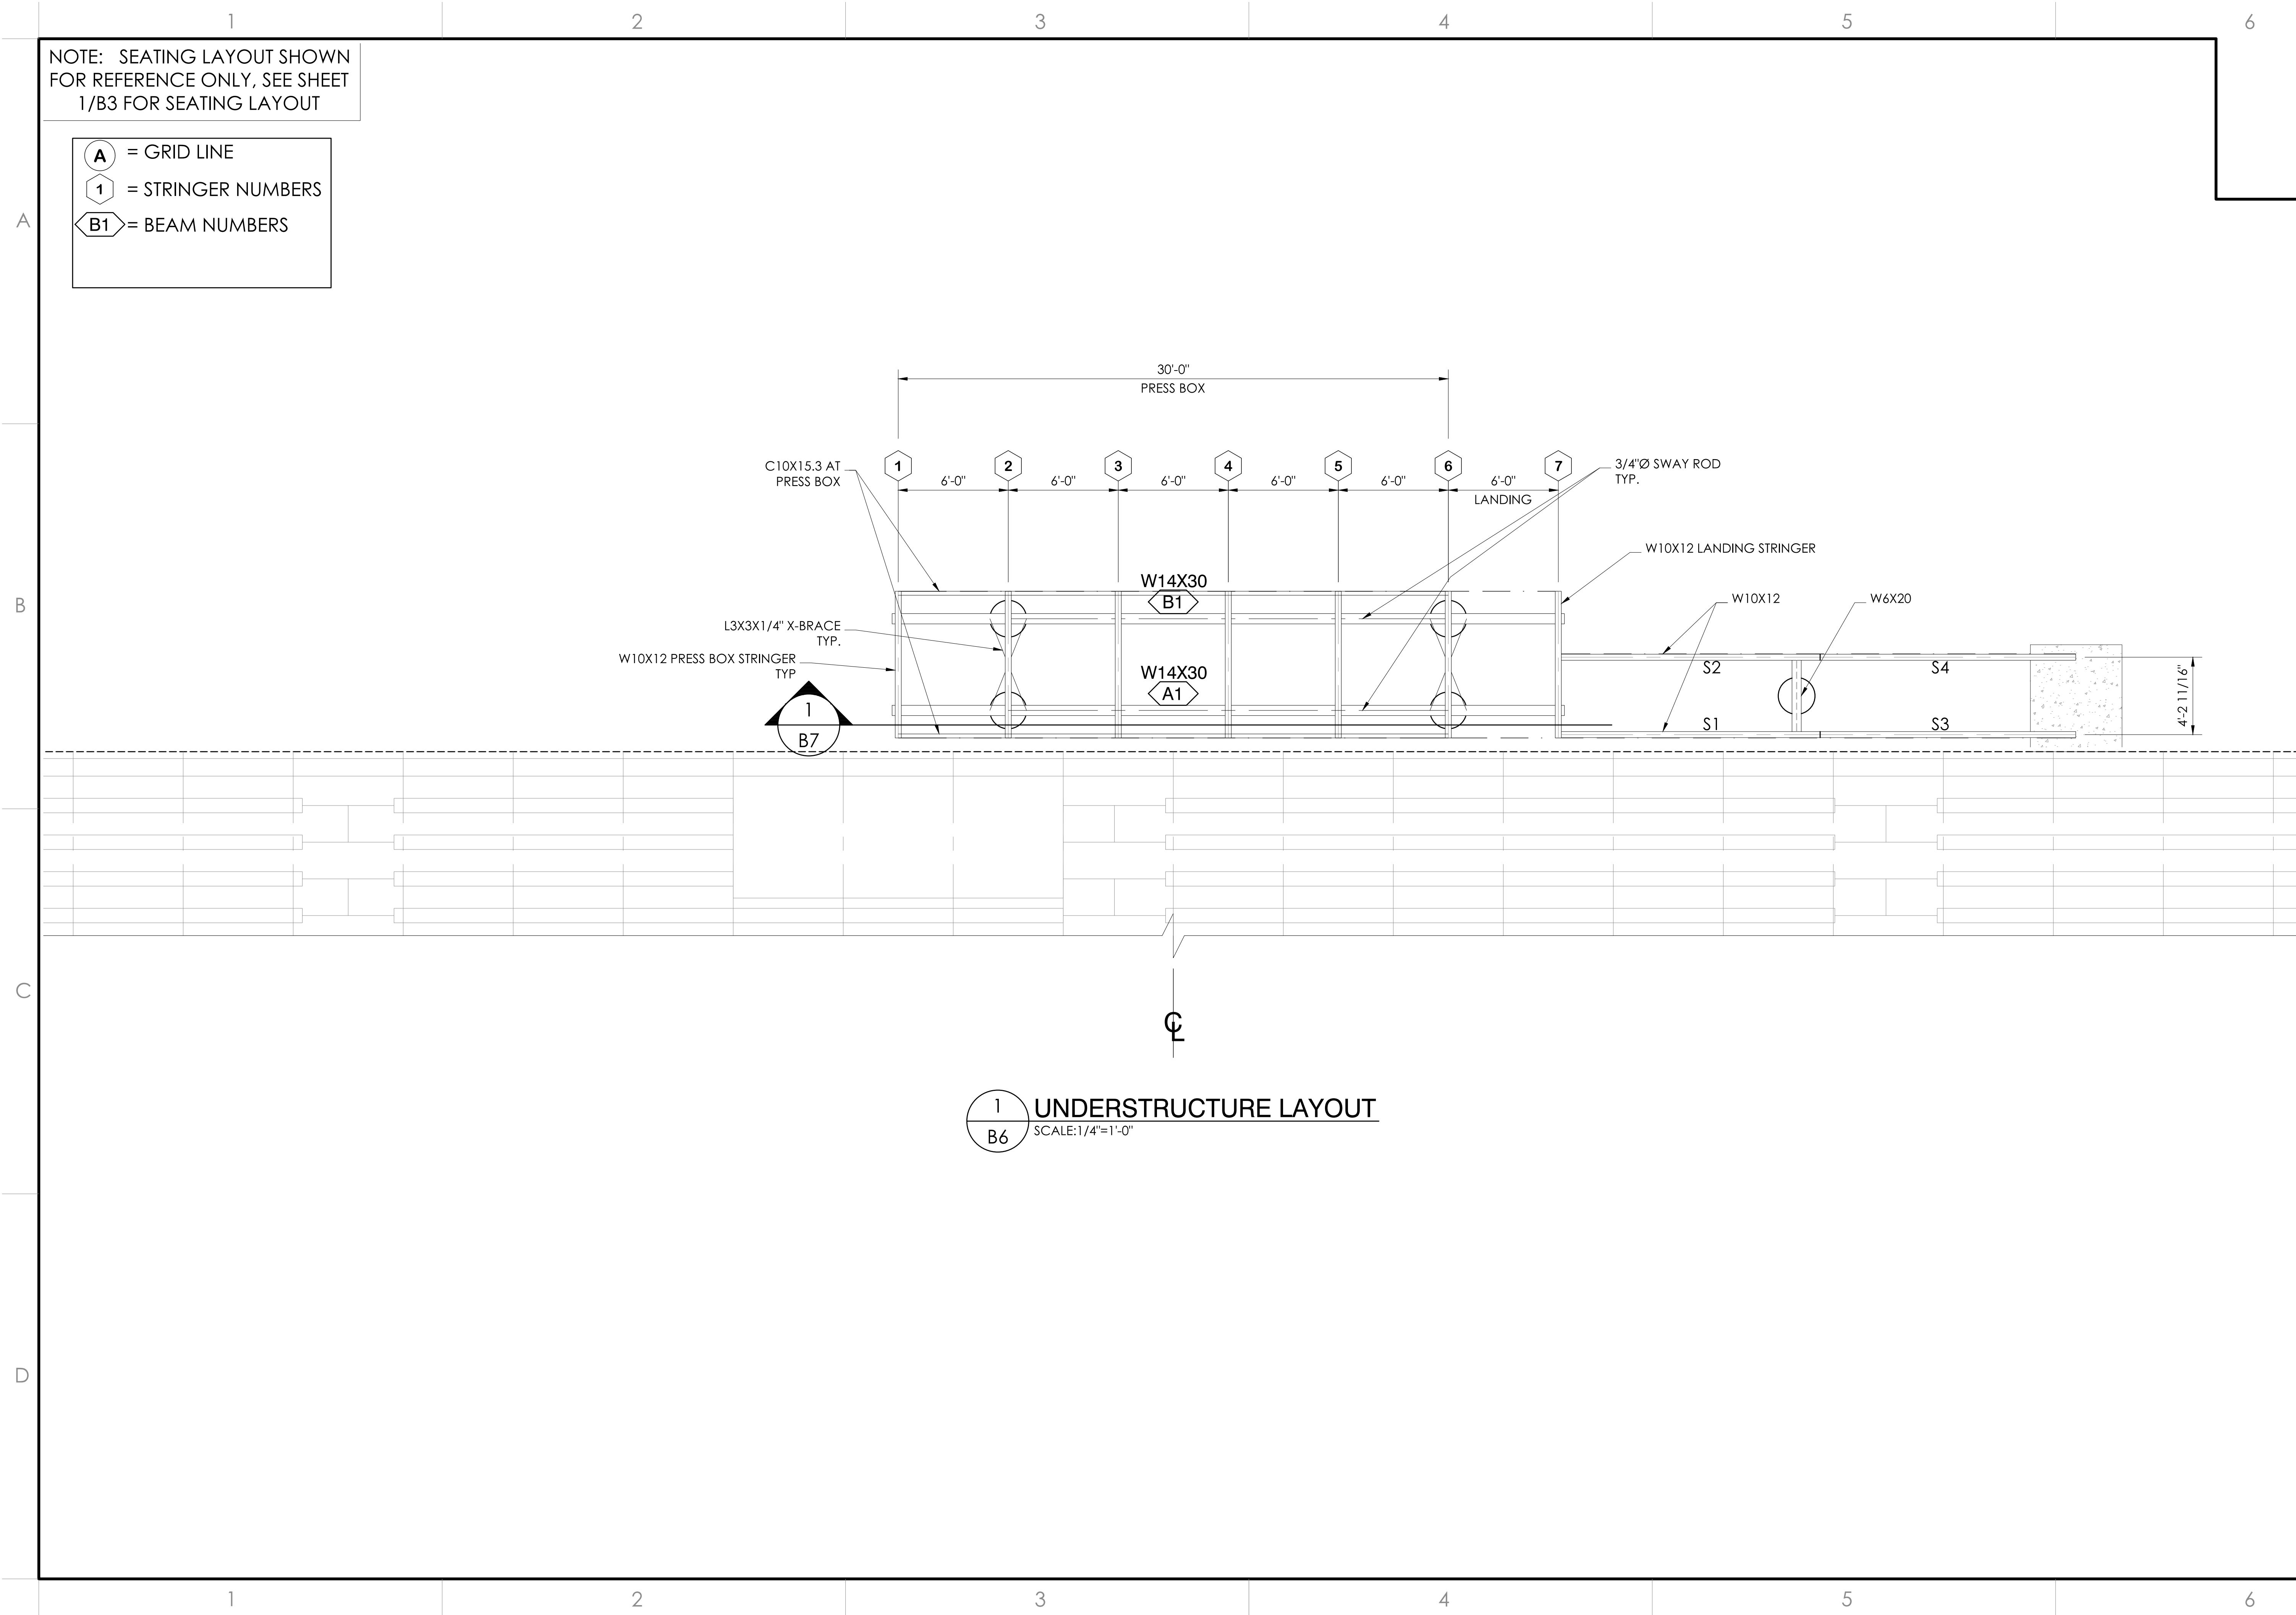 1 2 3 4 5 6
NOTE: SEATING LAYOUT SHOWN
FOR REFERENCE ONLY, SEE SHEET
1/B3 FOR SEATING LAYOUT
A = GRID LINE
1 = STRINGER NUMBERS
B1 = BEAM NUMBERS
A
B
C
D
30'-0"
PRESS BOX
C10X15.3 AT
PRESS BOX
1 2 3 4 5 6 7
6'-0" 6'-0" 6'-0" 6'-0" 6'-0" 6'-0"
LANDING
3/4"Ø SWAY ROD
TYP.
W10X12 LANDING STRINGER
W14X30
B1
W10X12
W6X20
L3X3X1/4" X-BRACE
TYP.
W10X12 PRESS BOX STRINGER
TYP
W14X30
A1
S2
S4
S1
S3
4'-2 11/16"
1
B7
℄
1
B6
UNDERSTRUCTURE LAYOUT
SCALE:1/4"=1'-0"
1 2 3 4 5 6